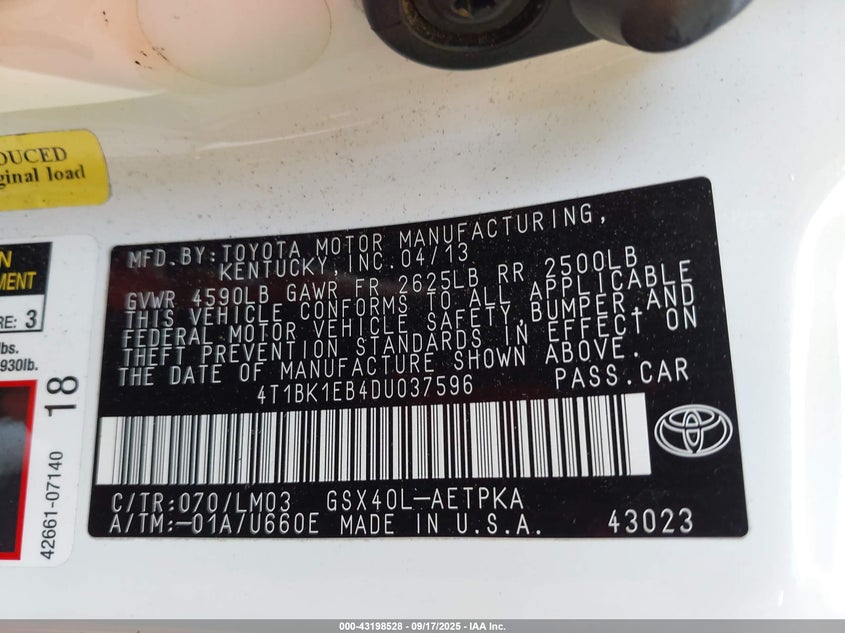 DUCED
ginal load
N
MENT
RE: 3
lbs.
930lb.
18
42661-07140
MFD. BY: TOYOTA MOTOR MANUFACTURING,
KENTUCKY, INC. 04/13
GVWR 4590LB GAWR FR 2625LB RR 2500LB
THIS VEHICLE CONFORMS TO ALL APPLICABLE
FEDERAL MOTOR VEHICLE SAFETY, BUMPER, AND
THEFT PREVENTION STANDARDS IN EFFECT ON
THE DATE OF MANUFACTURE SHOWN ABOVE.
4T1BK1EB4DU037596 PASS. CAR
C/TR: 070/LM03 GSX40L-AETPKA
A/TM: -01A/U660E MADE IN U.S.A. 43023
000-43198528 - 09/17/2025 - IAA Inc.